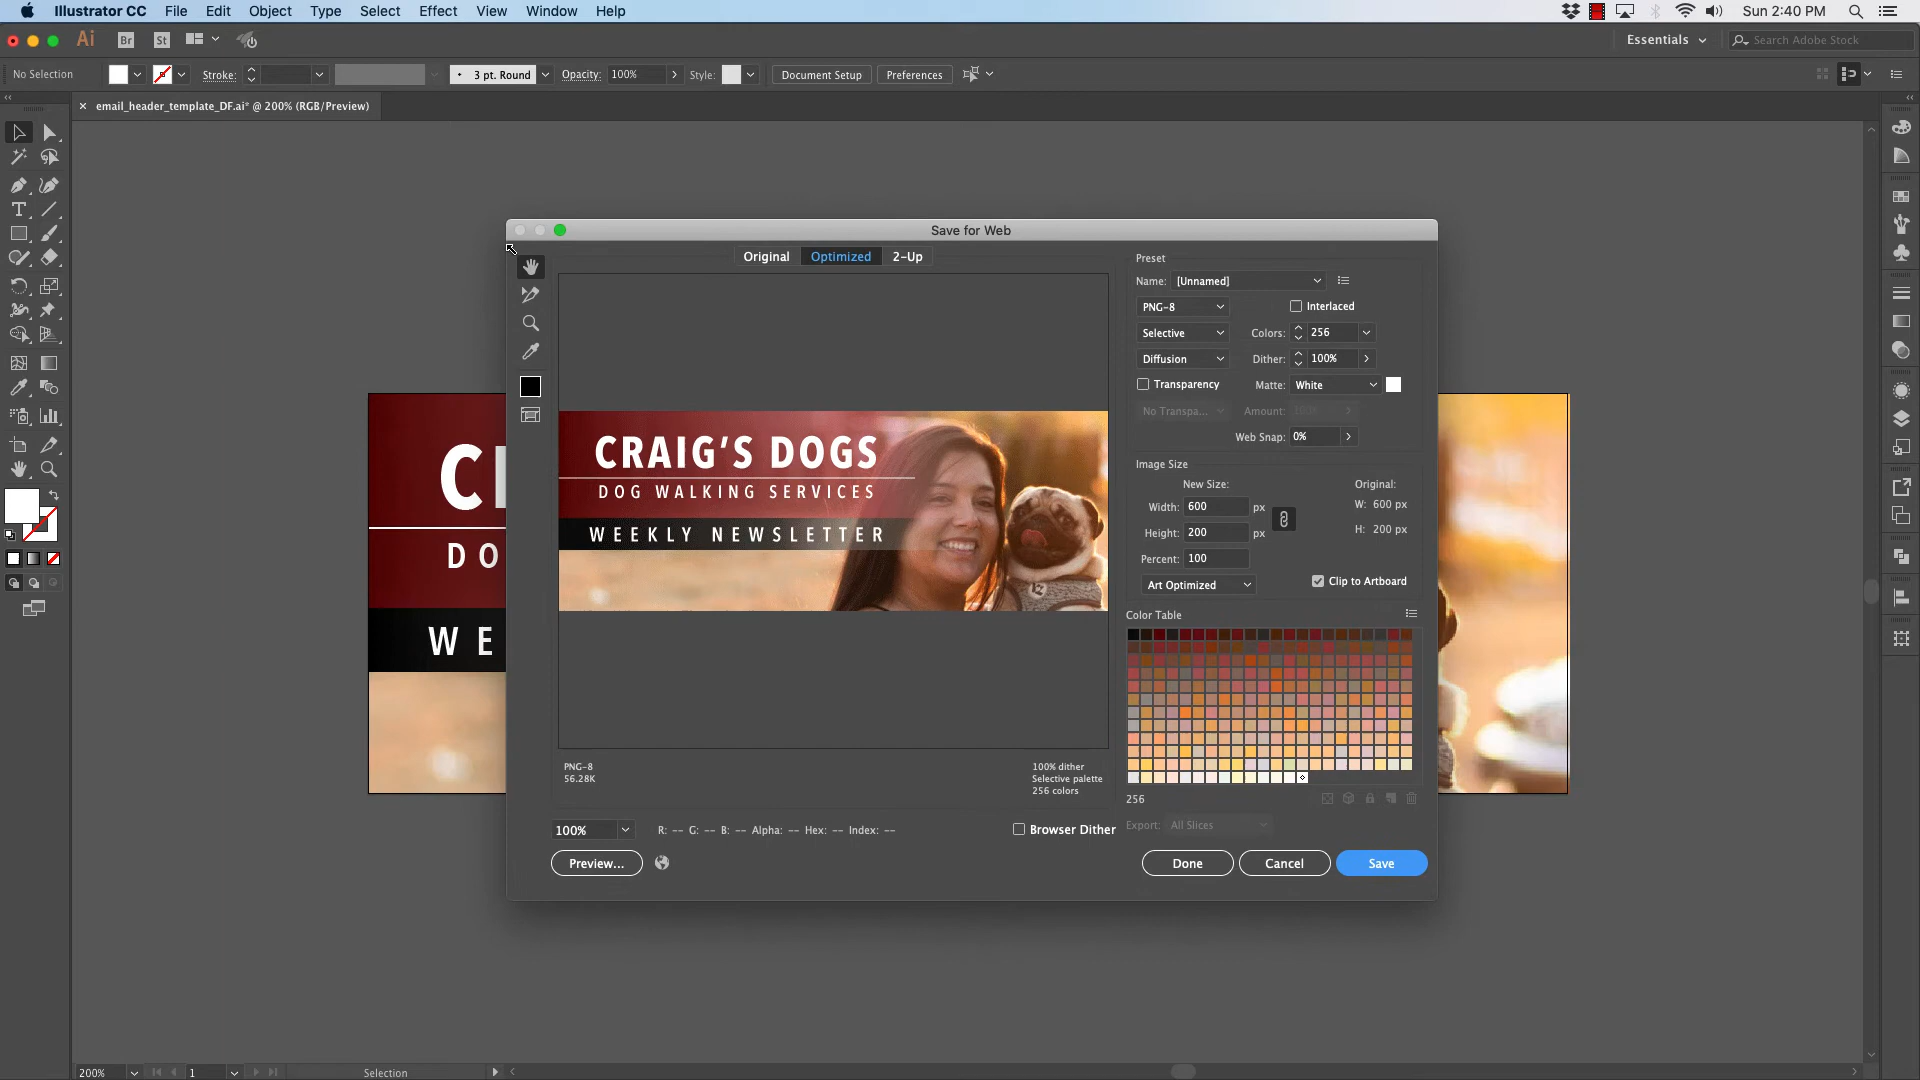 Illustrator CC File Edit Object Type Select Effect View Window Help Sun 2:40 PM
Ai Br St Essentials Search Adobe Stock
No Selection Stroke: 3 pt. Round Opacity: 100% Style: Document Setup Preferences
email_header_template_DF.ai* @ 200% (RGB/Preview)
Save for Web
Original Optimized 2-Up
Preset
Name: [Unnamed]
PNG-8 Interlaced
Selective Colors: 256
Diffusion Dither: 100%
Transparency Matte: White
No Transpa... Amount: 100%
Web Snap: 0%
Image Size
New Size: Original:
Width: 600 px W: 600 px
Height: 200 px H: 200 px
Percent: 100
Art Optimized Clip to Artboard
Color Table
256
Export: All Slices
CRAIG'S DOGS
DOG WALKING SERVICES
WEEKLY NEWSLETTER
PNG-8
56.28K
100% dither
Selective palette
256 colors
100% R: -- G: -- B: -- Alpha: -- Hex: -- Index: -- Browser Dither
Preview... Done Cancel Save
C
DO
WE
200% 1 Selection